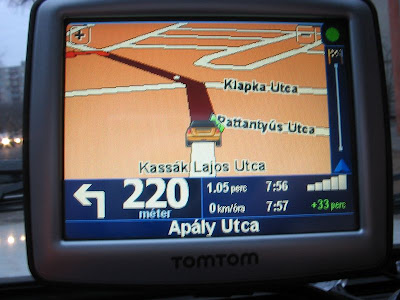 Klapka Utca
Pattantyús Utca
Kassák Lajos Utca
220
méter
1.05 perc 7:56
0 km/óra 7:57
+33 perc
Apály Utca
TOMTOM